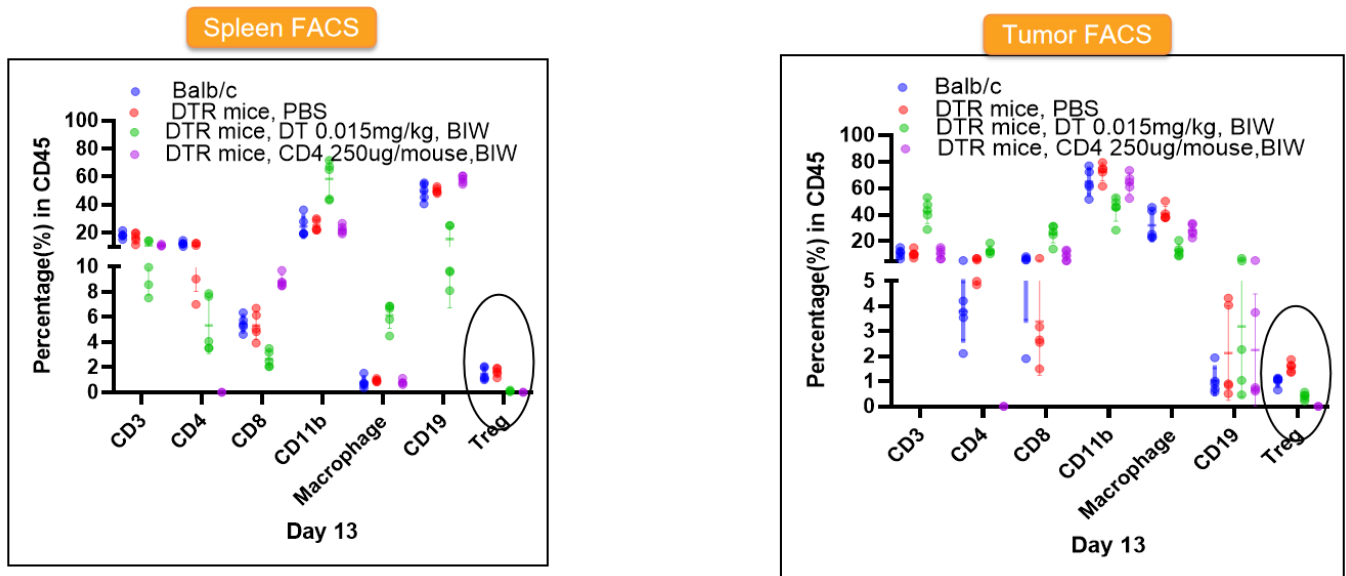 Spleen FACS
Balb/c
DTR mice, PBS
DTR mice, DT 0.015mg/kg, BIW
DTR mice, CD4 250ug/mouse,BIW
Percentage(%) in CD45
100
80
60
40
20
10
8
6
4
2
0
CD3
CD4
CD8
CD11b
Macrophage
CD19
Treg
Day 13
Tumor FACS
Balb/c
DTR mice, PBS
DTR mice, DT 0.015mg/kg, BIW
DTR mice, CD4 250ug/mouse,BIW
Percentage(%) in CD45
100
80
60
40
20
5
4
3
2
1
0
CD3
CD4
CD8
CD11b
Macrophage
CD19
Treg
Day 13